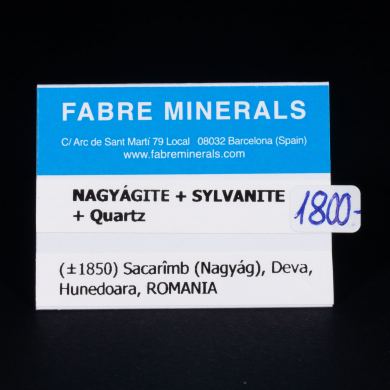 FABRE MINERALS
C/ Arc de Sant Martí 79 Local 08032 Barcelona (Spain)
www.fabreminerals.com
NAGYÁGITE + SYLVANITE
+ Quartz
1800-
(±1850) Sacarîmb (Nagyág), Deva,
Hunedoara, ROMANIA